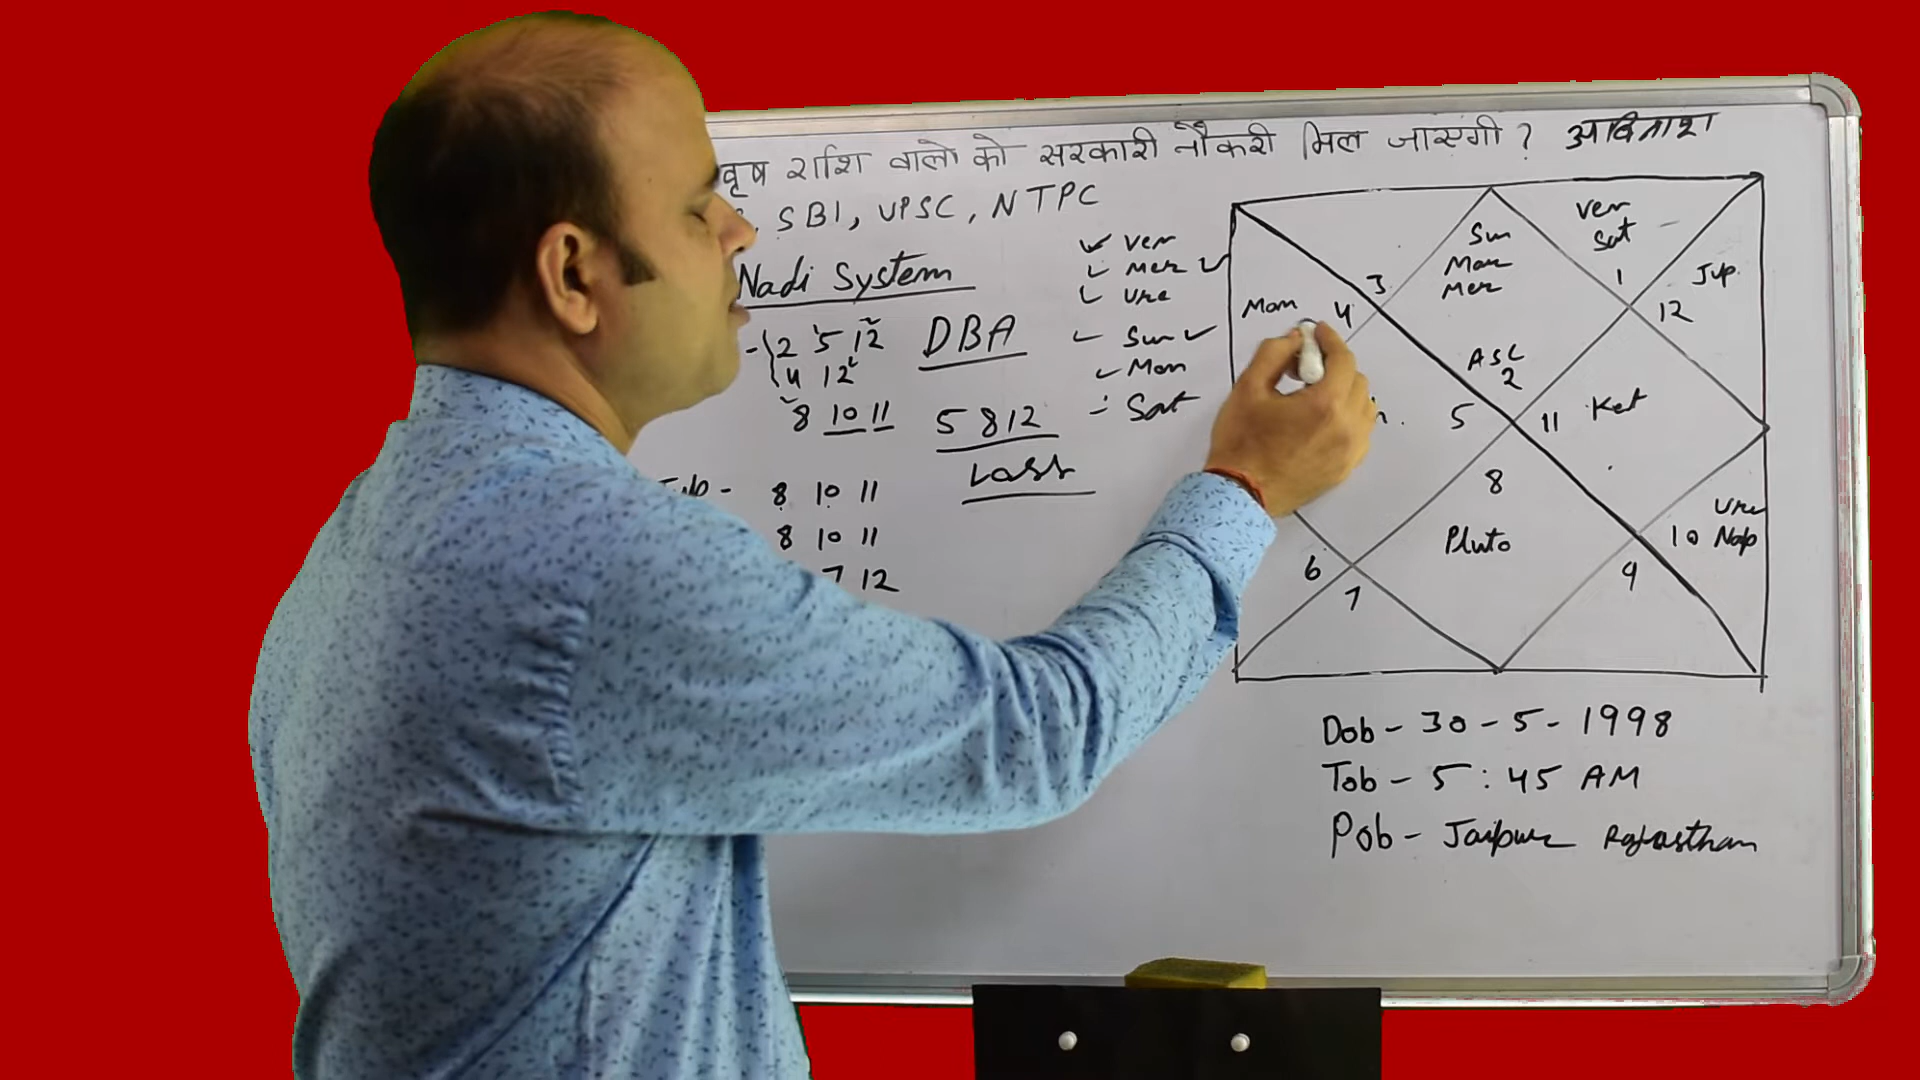 वृष राशि वालो को सरकारी नौकरी मिल जाएगी ? अविनाश
SBI, UPSC, NTPC
Nadi System
- 2 5 12
4 12
DBA
8 10 11
5 8 12
Loss
- 8 10 11
8 10 11
7 12
Ven
Mer
Ura
Sun
Mon
Sat
Sun
Mar
Mer
Ven
Sat
3
1
Jup.
Mon
4
12
ASC
2
5
11
Ket
8
Pluto
Ura
10 Nep
6
7
9
Dob - 30 - 5 - 1998
Tob - 5 : 45 AM
Pob - Jaipur Rajasthan